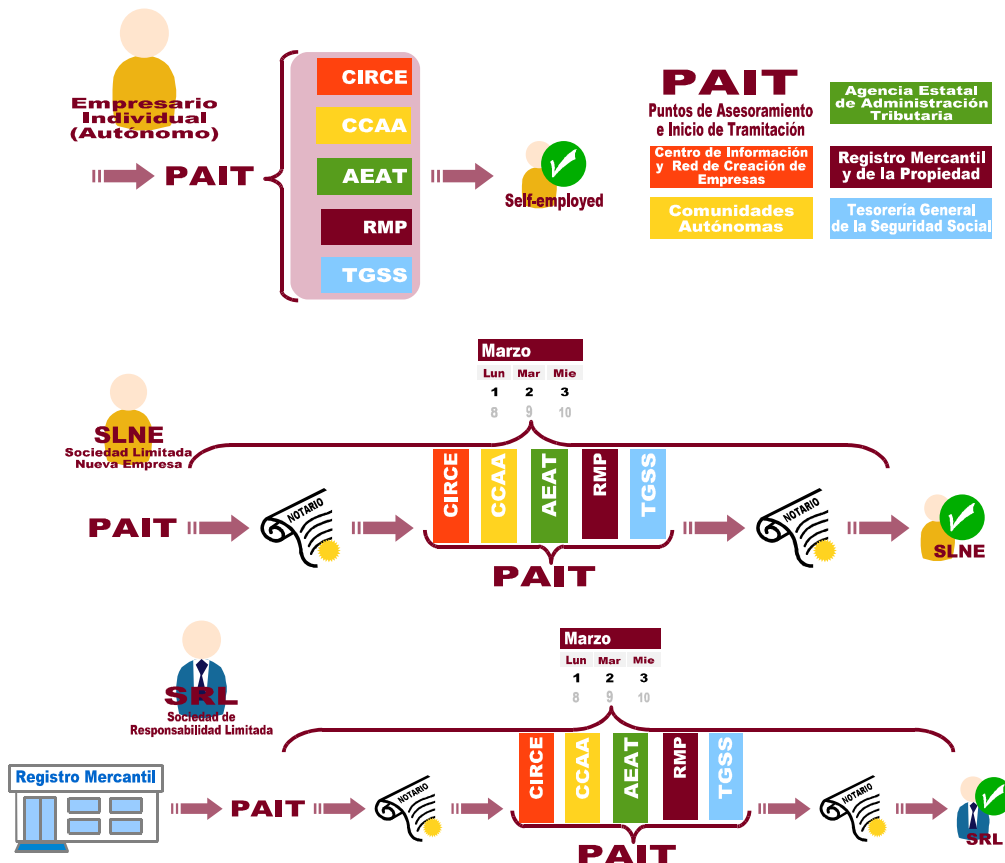 Empresario
Individual
(Autónomo)
PAIT
CIRCE
CCAA
AEAT
RMP
TGSS
Self-employed
PAIT
Puntos de Asesoramiento
e Inicio de Tramitación
Centro de Información
y Red de Creación de
Empresas
Comunidades
Autónomas
Agencia Estatal
de Administración
Tributaria
Registro Mercantil
y de la Propiedad
Tesorería General
de la Seguridad Social
Marzo
Lun Mar Mie
1 2 3
8 9 10
SLNE
Sociedad Limitada
Nueva Empresa
PAIT
NOTARIO
CIRCE
CCAA
AEAT
RMP
TGSS
PAIT
NOTARIO
SLNE
SRL
Sociedad de
Responsabilidad Limitada
Marzo
Lun Mar Mie
1 2 3
8 9 10
Registro Mercantil
PAIT
NOTARIO
CIRCE
CCAA
AEAT
RMP
TGSS
PAIT
NOTARIO
SRL